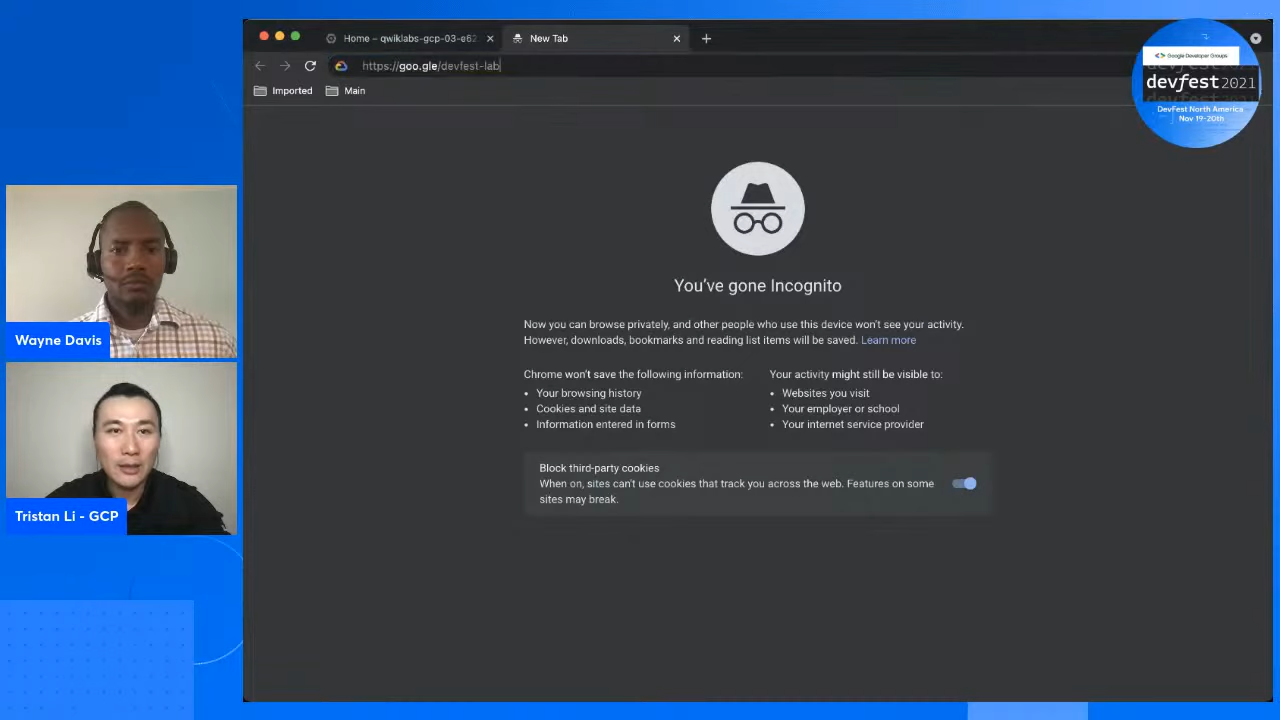 Home – qwiklabs-gcp-03-e62
New Tab
https://goo.gle/devfest-lab
Imported
Main
<> Google Developer Groups
devfest 2021
DevFest North America
Nov 19-20th
You've gone Incognito
Now you can browse privately, and other people who use this device won't see your activity.
However, downloads, bookmarks and reading list items will be saved. Learn more
Chrome won't save the following information:
• Your browsing history
• Cookies and site data
• Information entered in forms
Your activity might still be visible to:
• Websites you visit
• Your employer or school
• Your internet service provider
Block third-party cookies
When on, sites can't use cookies that track you across the web. Features on some
sites may break.
Wayne Davis
Tristan Li - GCP